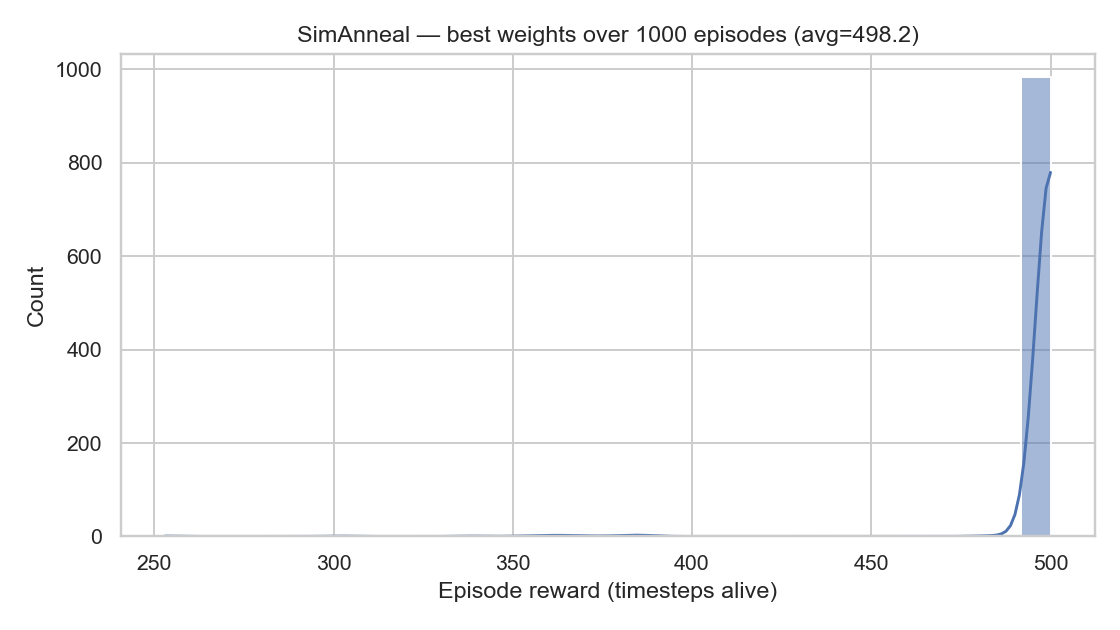 SimAnneal — best weights over 1000 episodes (avg=498.2)
1000
800
600
400
200
0
Count
250 300 350 400 450 500
Episode reward (timesteps alive)